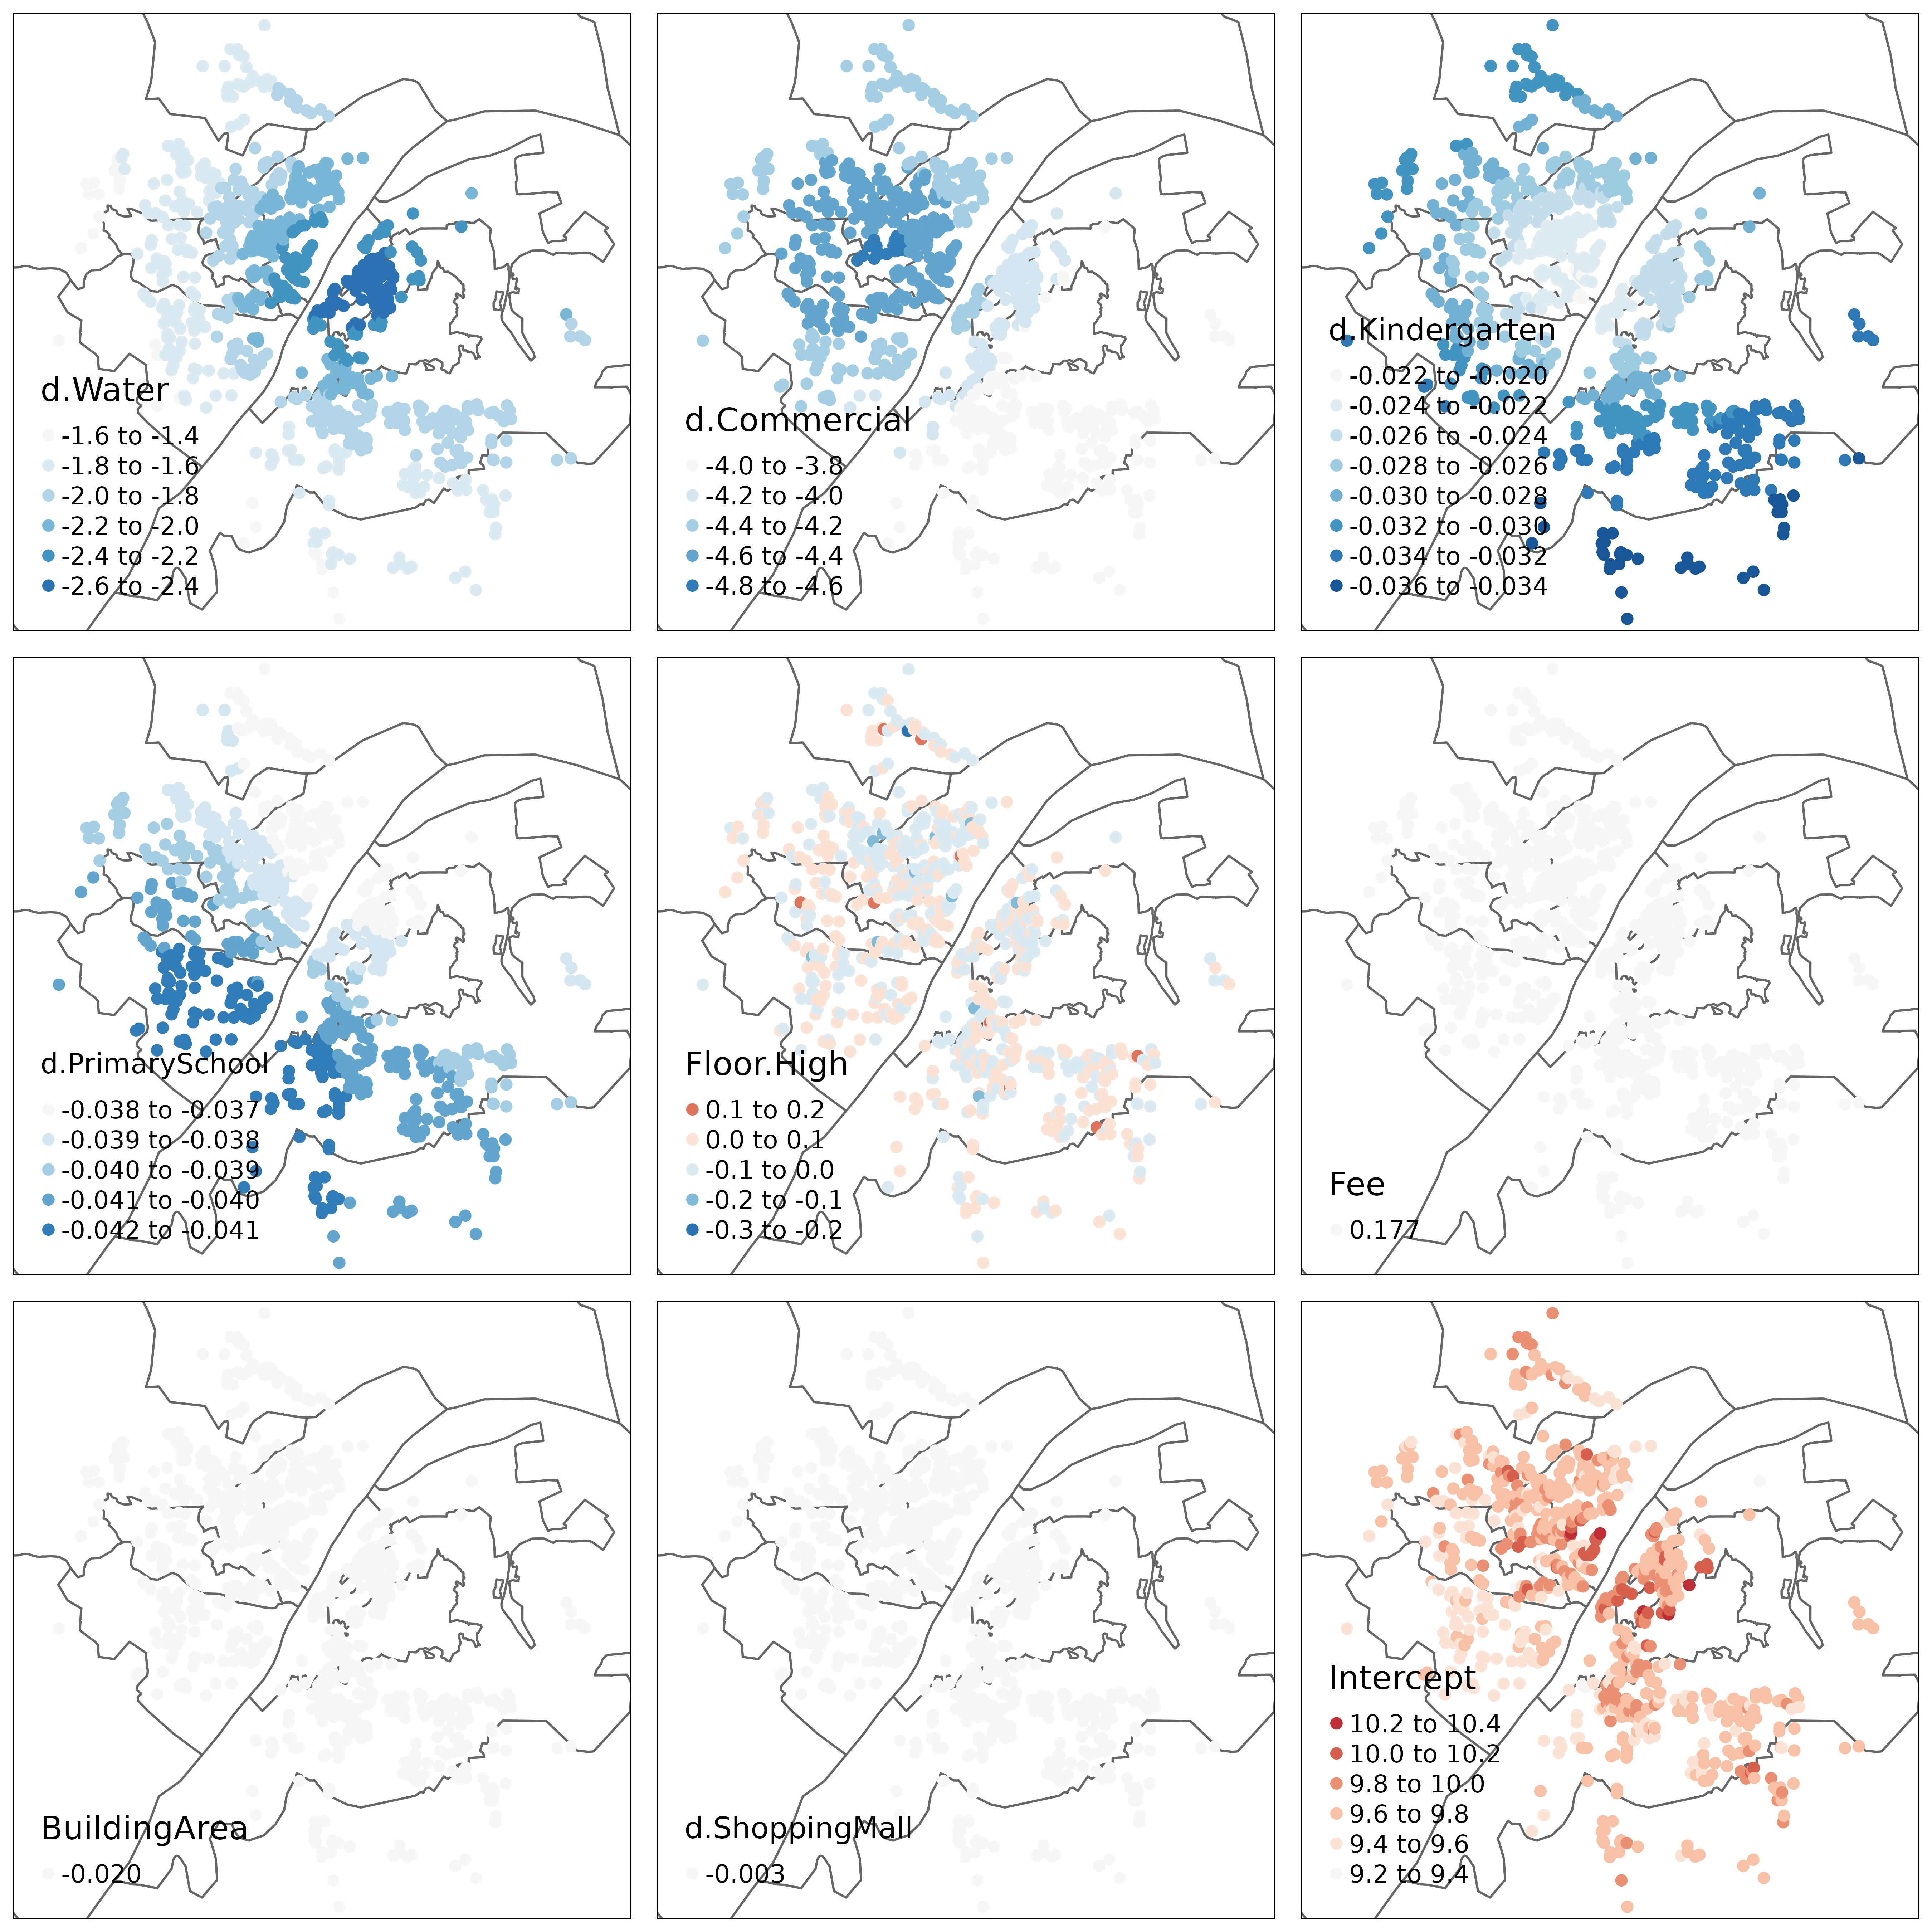 d.Water
-1.6 to -1.4
-1.8 to -1.6
-2.0 to -1.8
-2.2 to -2.0
-2.4 to -2.2
-2.6 to -2.4
d.Commercial
-4.0 to -3.8
-4.2 to -4.0
-4.4 to -4.2
-4.6 to -4.4
-4.8 to -4.6
d.Kindergarten
-0.022 to -0.020
-0.024 to -0.022
-0.026 to -0.024
-0.028 to -0.026
-0.030 to -0.028
-0.032 to -0.030
-0.034 to -0.032
-0.036 to -0.034
d.PrimarySchool
-0.038 to -0.037
-0.039 to -0.038
-0.040 to -0.039
-0.041 to -0.040
-0.042 to -0.041
Floor.High
0.1 to 0.2
0.0 to 0.1
-0.1 to 0.0
-0.2 to -0.1
-0.3 to -0.2
Fee
0.177
BuildingArea
-0.020
d.ShoppingMall
-0.003
Intercept
10.2 to 10.4
10.0 to 10.2
9.8 to 10.0
9.6 to 9.8
9.4 to 9.6
9.2 to 9.4